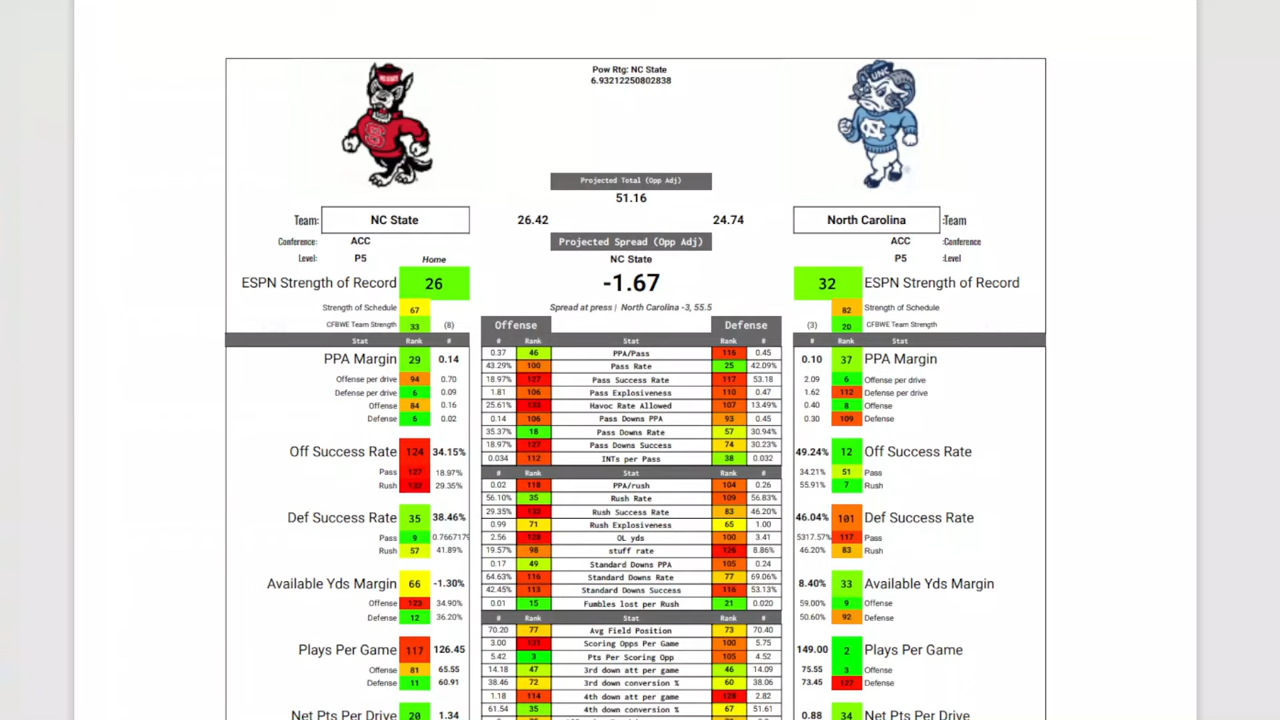 Pow Rtg: NC State
6.93212250802838
Projected Total (Opp Adj)
51.16
Team: NC State 26.42 24.74 North Carolina :Team
Conference: ACC Projected Spread (Opp Adj) ACC :Conference
Level: P5 Home NC State P5 :Level
ESPN Strength of Record 26 -1.67 32 ESPN Strength of Record
Strength of Schedule 67 Spread at press | North Carolina -3, 55.5 82 Strength of Schedule
CFBWE Team Strength 33 (8) Offense Defense (3) 20 CFBWE Team Strength
Stat Rank # # Rank Stat Rank # # Rank Stat
PPA Margin 29 0.14 0.10 37 PPA Margin
Offense per drive 94 0.70 2.09 6 Offense per drive
Defense per drive 6 0.09 1.62 112 Defense per drive
Offense 84 0.16 0.40 8 Offense
Defense 6 0.02 0.30 109 Defense
Off Success Rate 124 34.15% 49.24% 12 Off Success Rate
Pass 127 18.97% 34.21% 51 Pass
Rush 29.35% 55.91% 7 Rush
Def Success Rate 35 38.46% 46.04% 101 Def Success Rate
Pass 9 0.7667179 5317.57% 117 Pass
Rush 57 41.89% 46.20% 83 Rush
Available Yds Margin 66 -1.30% 8.40% 33 Available Yds Margin
Offense 123 34.90% 59.00% 9 Offense
Defense 12 36.20% 50.60% 92 Defense
Plays Per Game 117 126.45 149.00 2 Plays Per Game
Offense 81 65.55 75.55 3 Offense
Defense 11 60.91 73.45 127 Defense
Net Pts Per Drive 20 1.34 0.88 34 Net Pts Per Drive
0.37 46 PPA/Pass 116 0.45
43.29% 100 Pass Rate 25 42.09%
18.97% 127 Pass Success Rate 117 53.18
1.81 106 Pass Explosiveness 110 0.47
25.61% Havoc Rate Allowed 107 13.49%
0.14 106 Pass Downs PPA 93 0.45
35.37% 18 Pass Downs Rate 57 30.94%
18.97% 127 Pass Downs Success 74 30.23%
0.034 112 INTs per Pass 38 0.032
# Rank Stat Rank #
0.02 118 PPA/rush 104 0.26
56.10% 35 Rush Rate 109 56.83%
29.35% Rush Success Rate 83 46.20%
0.99 71 Rush Explosiveness 65 1.00
2.56 128 OL yds 100 3.41
19.57% 98 stuff rate 126 8.86%
0.17 49 Standard Downs PPA 105 0.24
64.63% 116 Standard Downs Rate 77 69.06%
42.45% 113 Standard Downs Success 116 53.13%
0.01 15 Fumbles lost per Rush 21 0.020
# Rank Stat Rank #
70.20 77 Avg Field Position 73 70.40
3.00 Scoring Opps Per Game 100 5.75
5.42 3 Pts Per Scoring Opp 105 4.52
14.18 47 3rd down att per game 46 14.09
38.46 72 3rd down conversion % 60 38.06
1.18 114 4th down att per game 128 2.82
61.54 35 4th down conversion % 67 51.61